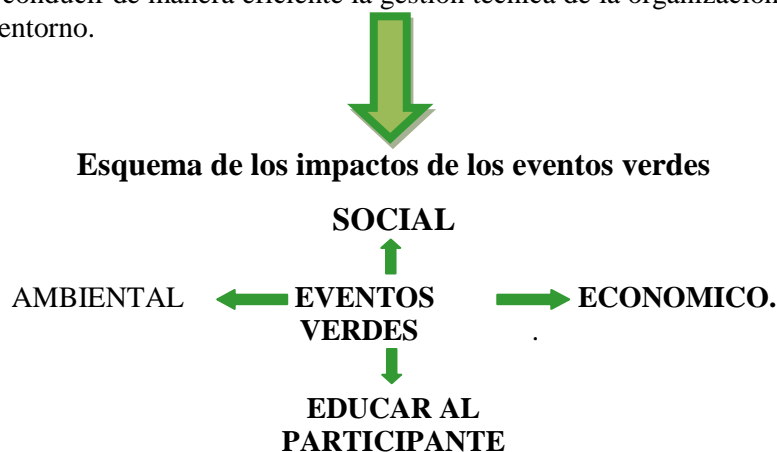 conducir de manera eficiente la gestión técnica de la organización
entorno.
Esquema de los impactos de los eventos verdes
SOCIAL
AMBIENTAL EVENTOS ECONOMICO.
VERDES .
EDUCAR AL
PARTICIPANTE